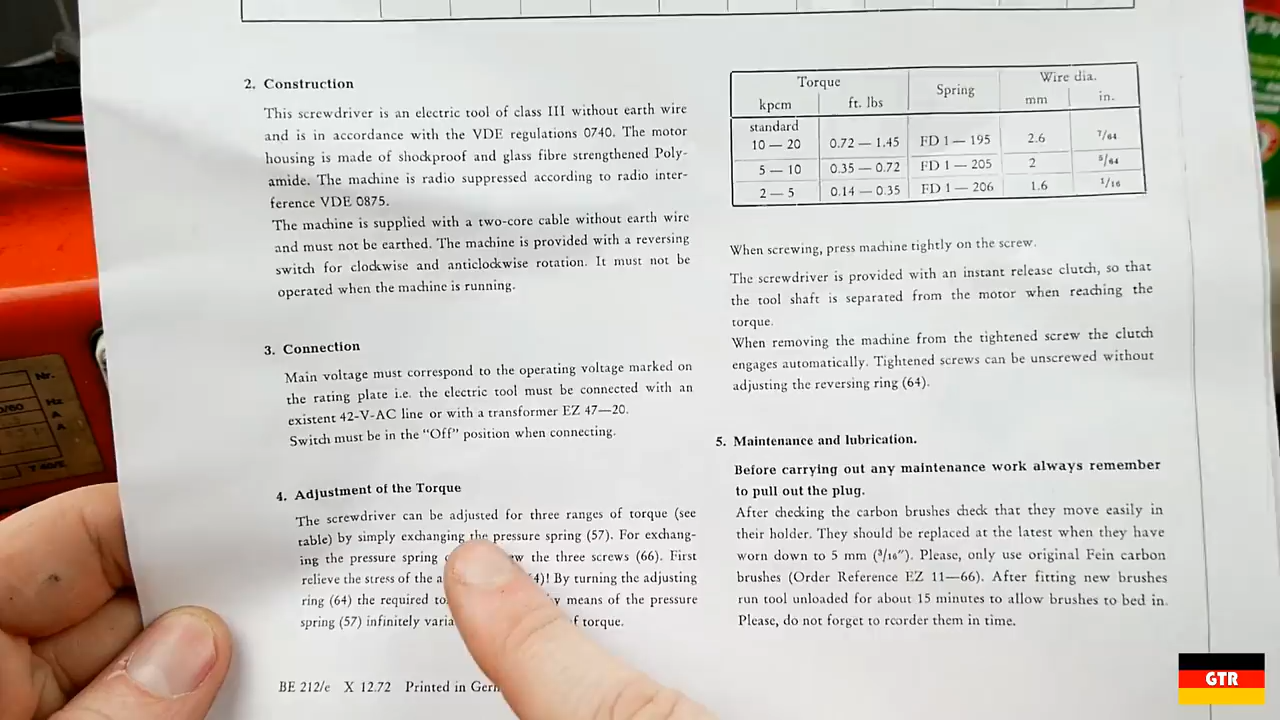 2. Construction
This screwdriver is an electric tool of class III without earth wire
and is in accordance with the VDE regulations 0740. The motor
housing is made of shockproof and glass fibre strengthened Poly-
amide. The machine is radio suppressed according to radio inter-
ference VDE 0875.
The machine is supplied with a two-core cable without earth wire
and must not be earthed. The machine is provided with a reversing
switch for clockwise and anticlockwise rotation. It must not be
operated when the machine is running.
3. Connection
Main voltage must correspond to the operating voltage marked on
the rating plate i.e. the electric tool must be connected with an
existent 42-V-AC line or with a transformer EZ 47—20.
Switch must be in the "Off" position when connecting.
4. Adjustment of the Torque
The screwdriver can be adjusted for three ranges of torque (see
table) by simply exchanging the pressure spring (57). For exchang-
ing the pressure spring the three screws (66). First
relieve the stress of the 4)! By turning the adjusting
ring (64) the required by means of the pressure
spring (57) infinitely of torque.
BE 212/e X 12.72 Printed in
Torque Spring Wire dia.
kpcm ft. lbs mm in.
standard
10 — 20 0.72 — 1.45 FD 1 — 195 2.6 7/64
5 — 10 0.35 — 0.72 FD 1 — 205 2 5/64
2 — 5 0.14 — 0.35 FD 1 — 206 1.6 1/16
When screwing, press machine tightly on the screw.
The screwdriver is provided with an instant release clutch, so that
the tool shaft is separated from the motor when reaching the
torque.
When removing the machine from the tightened screw the clutch
engages automatically. Tightened screws can be unscrewed without
adjusting the reversing ring (64).
5. Maintenance and lubrication.
Before carrying out any maintenance work always remember
to pull out the plug.
After checking the carbon brushes check that they move easily in
their holder. They should be replaced at the latest when they have
worn down to 5 mm (3/16"). Please, only use original Fein carbon
brushes (Order Reference EZ 11—66). After fitting new brushes
run tool unloaded for about 15 minutes to allow brushes to bed in.
Please, do not forget to reorder them in time.
Nr.
Hz
A
A
GTR